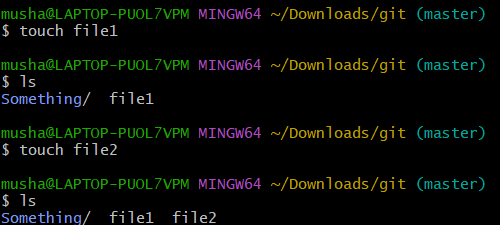 musha@LAPTOP-PUOL7VPM MINGW64 ~/Downloads/git (master)
$ touch file1
musha@LAPTOP-PUOL7VPM MINGW64 ~/Downloads/git (master)
$ ls
Something/  file1
musha@LAPTOP-PUOL7VPM MINGW64 ~/Downloads/git (master)
$ touch file2
musha@LAPTOP-PUOL7VPM MINGW64 ~/Downloads/git (master)
$ ls
Something/  file1  file2